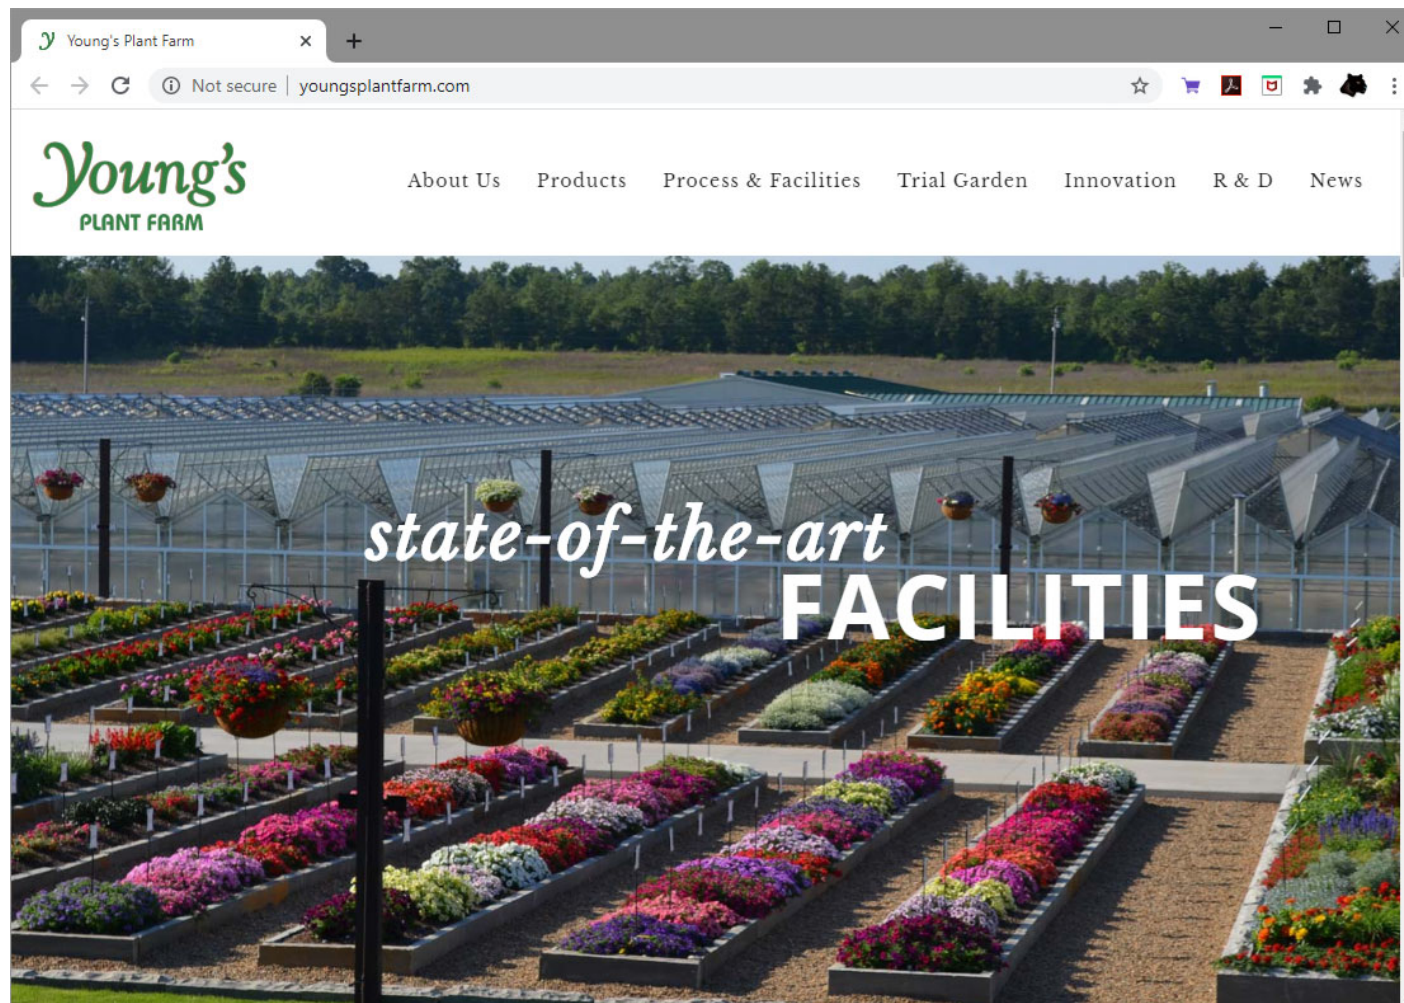 Young's Plant Farm
Not secure youngsplantfarm.com
Young's
PLANT FARM
About Us Products Process & Facilities Trial Garden Innovation R & D News
state-of-the-art
FACILITIES